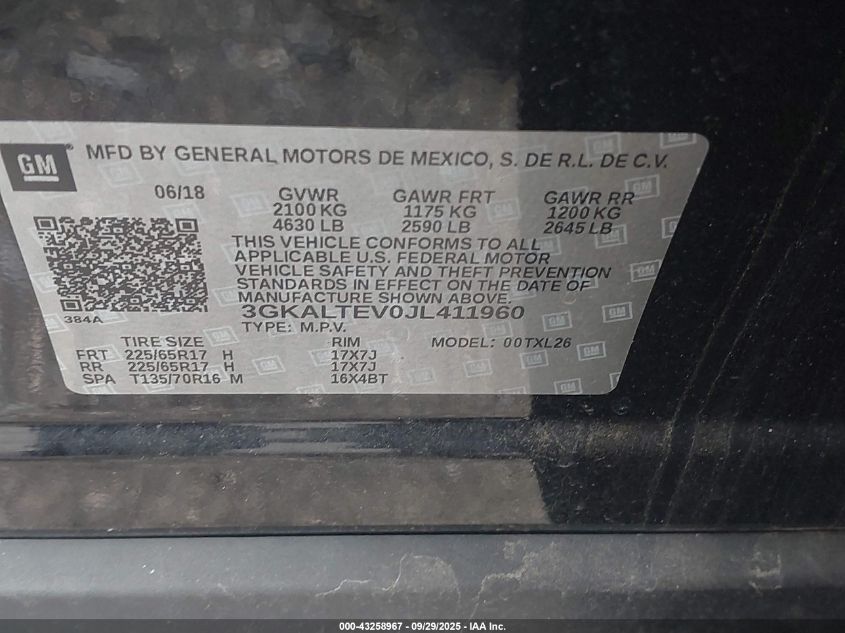 GM
MFD BY GENERAL MOTORS DE MEXICO, S. DE R.L. DE C.V.
06/18 GVWR GAWR FRT GAWR RR
2100 KG 1175 KG 1200 KG
4630 LB 2590 LB 2645 LB
THIS VEHICLE CONFORMS TO ALL
APPLICABLE U.S. FEDERAL MOTOR
VEHICLE SAFETY AND THEFT PREVENTION
STANDARDS IN EFFECT ON THE DATE OF
MANUFACTURE SHOWN ABOVE.
384A 3GKALTEV0JL411960
TYPE: M.P.V. MODEL: 00TXL26
TIRE SIZE RIM
FRT 225/65R17 H 17X7J
RR 225/65R17 H 17X7J
SPA T135/70R16 M 16X4BT
000-43258967 - 09/29/2025 - IAA Inc.